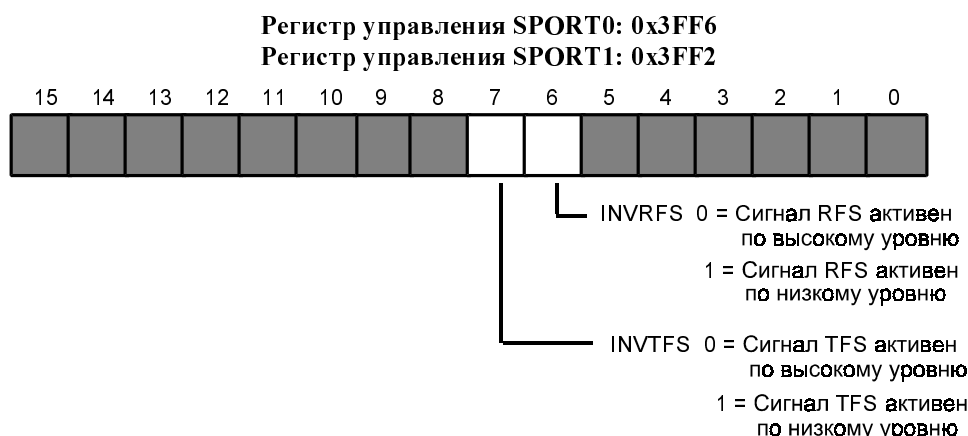 Регистр управления SPORT0: 0x3FF6
Регистр управления SPORT1: 0x3FF2
15 14 13 12 11 10 9 8 7 6 5 4 3 2 1 0
INVRFS 0 = Сигнал RFS активен
по высокому уровню
1 = Сигнал RFS активен
по низкому уровню
INVTFS 0 = Сигнал TFS активен
по высокому уровню
1 = Сигнал TFS активен
по низкому уровню